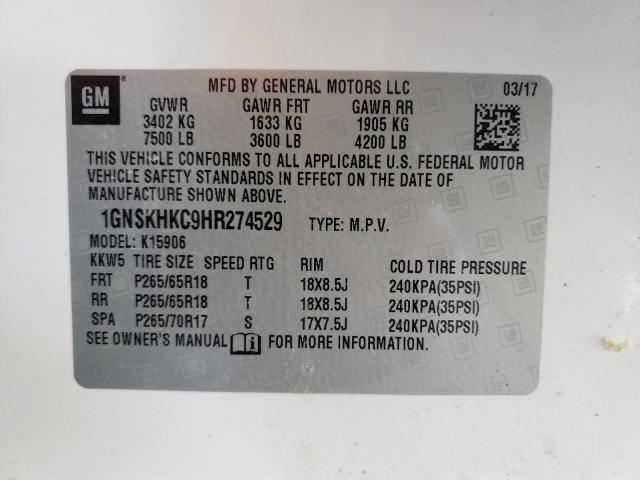 GM
MFD BY GENERAL MOTORS LLC 03/17
GVWR GAWR FRT GAWR RR
3402 KG 1633 KG 1905 KG
7500 LB 3600 LB 4200 LB
THIS VEHICLE CONFORMS TO ALL APPLICABLE U.S. FEDERAL MOTOR
VEHICLE SAFETY STANDARDS IN EFFECT ON THE DATE OF
MANUFACTURE SHOWN ABOVE.
1GNSKHKC9HR274529 TYPE: M.P.V.
MODEL: K15906
KKW5 TIRE SIZE SPEED RTG RIM COLD TIRE PRESSURE
FRT P265/65R18 T 18X8.5J 240KPA(35PSI)
RR P265/65R18 T 18X8.5J 240KPA(35PSI)
SPA P265/70R17 S 17X7.5J 240KPA(35PSI)
SEE OWNER'S MANUAL FOR MORE INFORMATION.